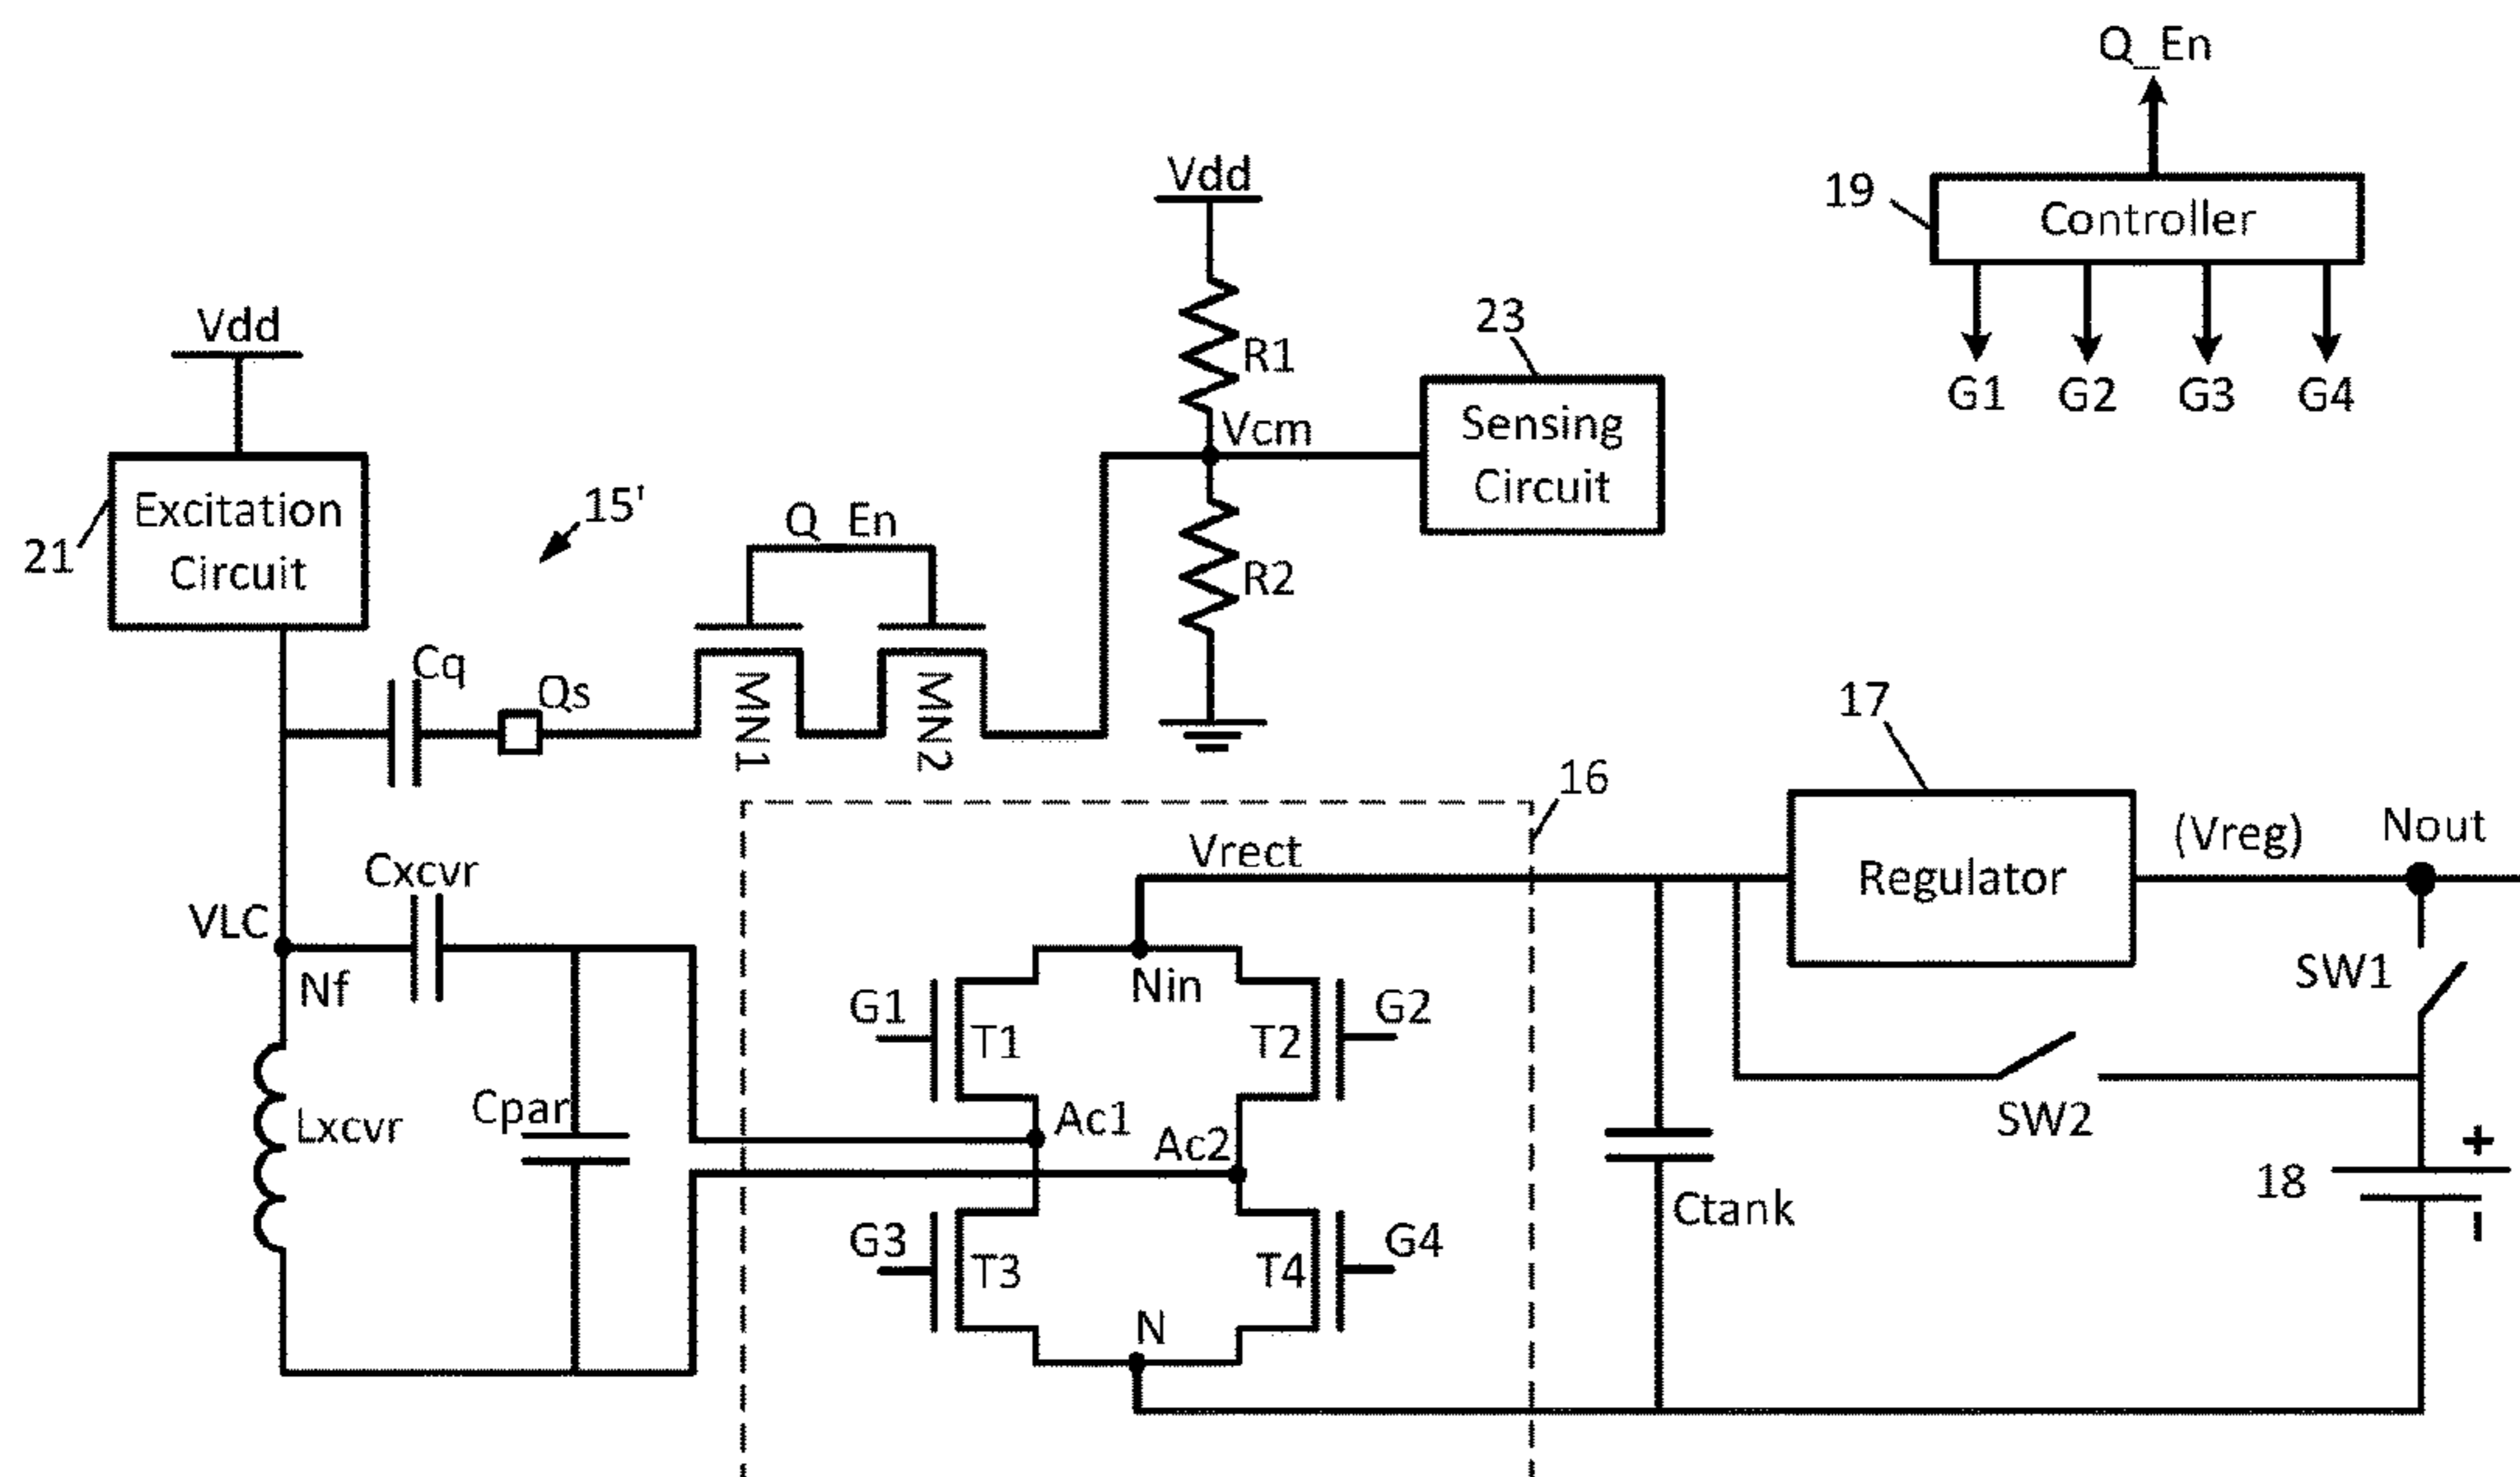 Q_En
Vdd
19
Controller
23
Vdd
R1
G1 G2 G3 G4
Vcm
Sensing
Circuit
15'
Excitation
Circuit
21
Q_En
R2
Cq
Qs
MN1
MN2
17
16
Nout
(Vreg)
Vrect
Cxcvr
Regulator
VLC
Nf
Nin
SW1
G1
T1
T2
G2
Lxcvr
Cpar
Ac1
Ac2
SW2
+
18
-
Ctank
G3
T3
T4
G4
N